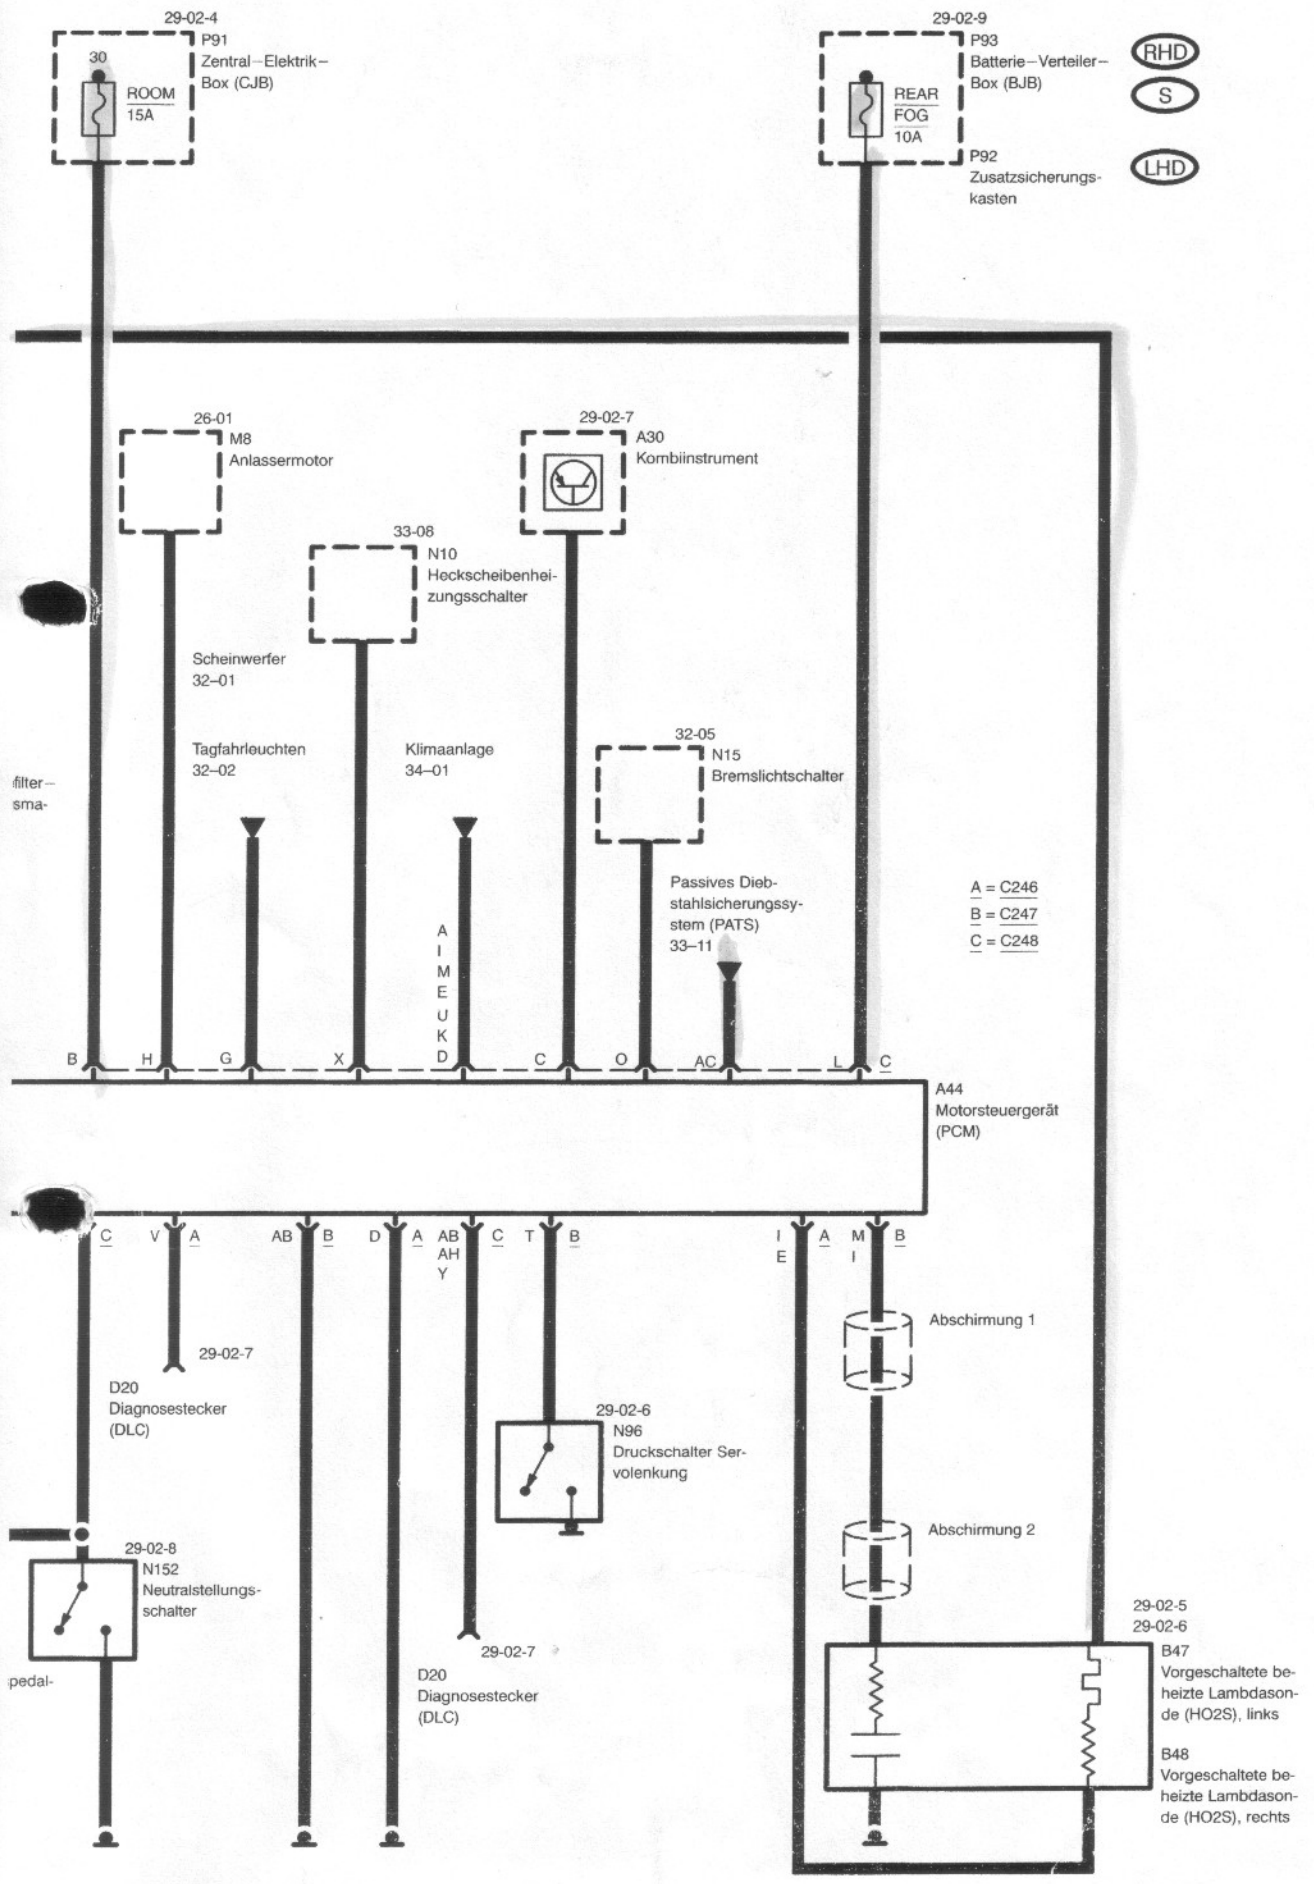 29-02-4
P91
Zentral–Elektrik–
Box (CJB)
30
ROOM
15A
29-02-9
P93
Batterie–Verteiler–
Box (BJB)
REAR
FOG
10A
P92
Zusatzsicherungs-
kasten
RHD
S
LHD
26-01
M8
Anlassermotor
29-02-7
A30
Kombiinstrument
33-08
N10
Heckscheibenhei-
zungsschalter
Scheinwerfer
32–01
Tagfahrleuchten
32–02
Klimaanlage
34–01
32-05
N15
Bremslichtschalter
filter–
sma-
Passives Dieb-
stahlsicherungssy-
stem (PATS)
33–11
A = C246
B = C247
C = C248
A
I
M
E
U
K
D
B H G X C O AC L C
A44
Motorsteuergerät
(PCM)
C V A AB B D A AB C T B I A M B
AH E I
Y
29-02-7
D20
Diagnosestecker
(DLC)
Abschirmung 1
29-02-6
N96
Druckschalter Ser-
volenkung
Abschirmung 2
29-02-8
N152
Neutralstellungs-
schalter
pedal-
29-02-7
D20
Diagnosestecker
(DLC)
29-02-5
29-02-6
B47
Vorgeschaltete be-
heizte Lambdason-
de (HO2S), links
B48
Vorgeschaltete be-
heizte Lambdason-
de (HO2S), rechts